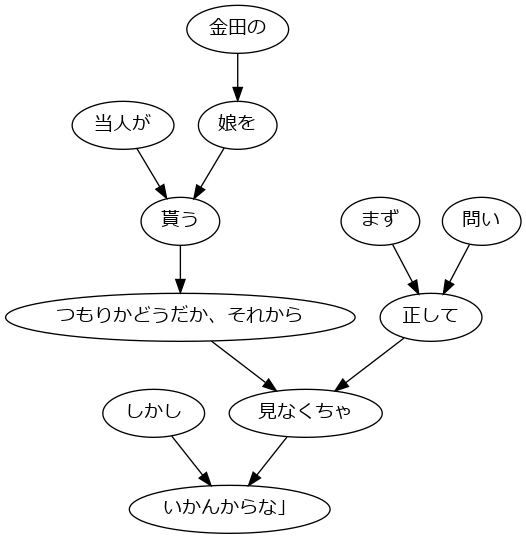 金田の
当人が
娘を
貰う
まず
問い
つもりかどうだか、それから
正して
しかし
見なくちゃ
いかんからな」